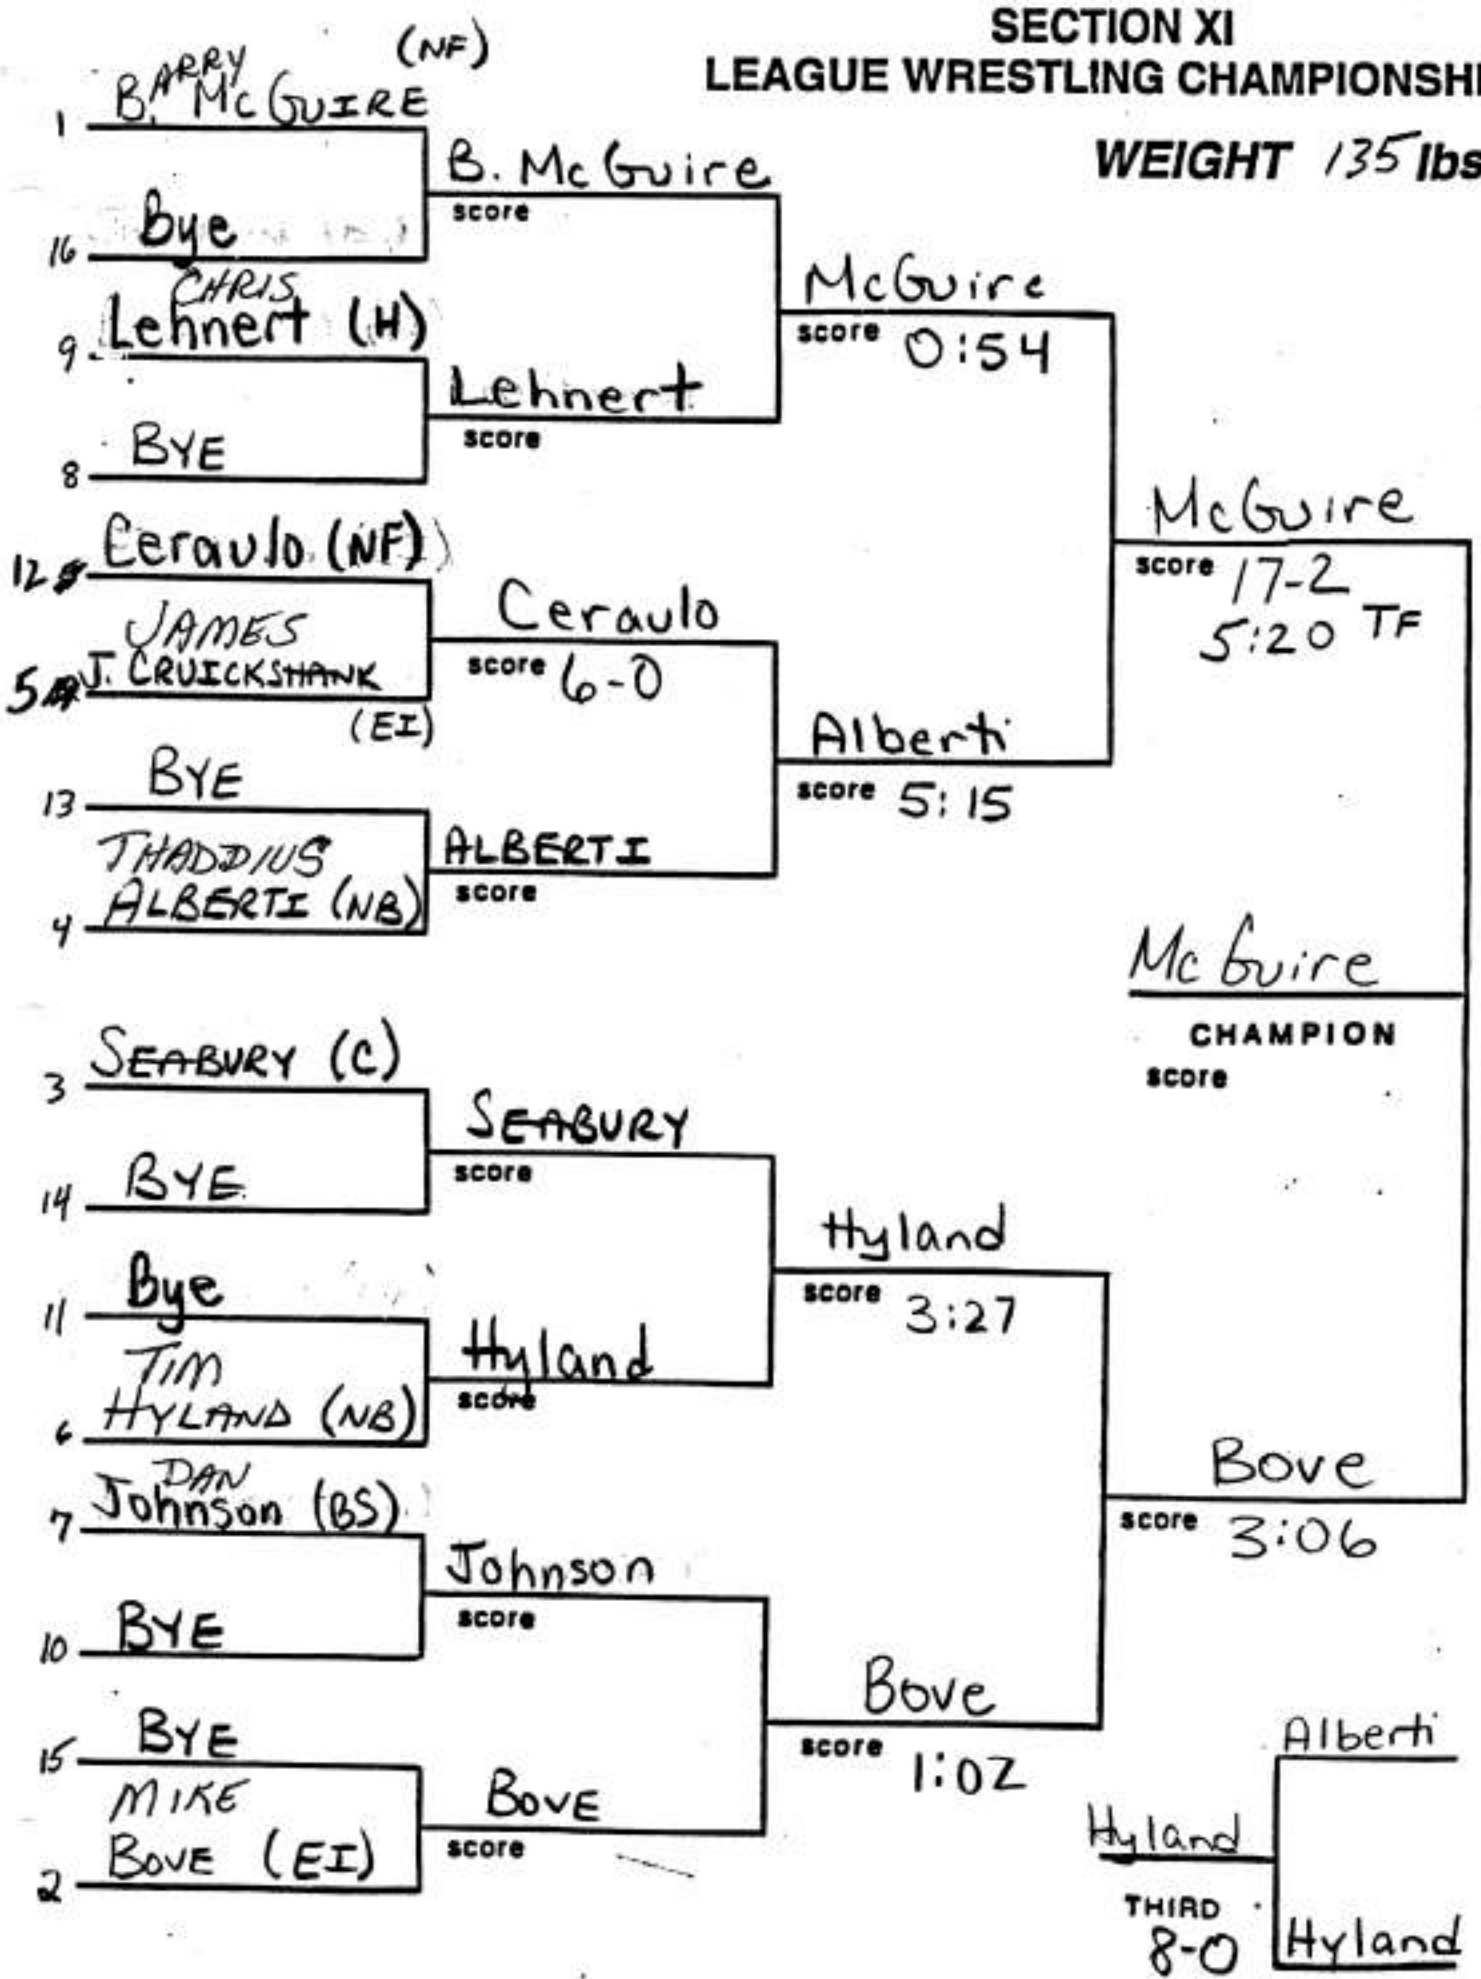 SECTION XI
LEAGUE WRESTLING CHAMPIONSHI
WEIGHT 135 lbs
BARRY (NF)
1 B. McGUIRE
B. McGuire
score
16 Bye
CHRIS
9 Lehnert (H)
McGuire
score 0:54
Lehnert
score
8 BYE
12 Ceraulo (NF)
McGuire
score 17-2
5:20 TF
Ceraulo
score 6-0
JAMES
5 J. CRUICKSHANK
(EI)
Alberti
score 5:15
13 BYE
ALBERTI
score
THADDIUS
4 ALBERTI (NB)
McGuire
CHAMPION
score
3 SEABURY (C)
SEABURY
score
14 BYE
Hyland
score 3:27
11 Bye
Hyland
score
TIM
6 HYLAND (NB)
Bove
score 3:06
DAN
7 Johnson (BS)
Johnson
score
10 BYE
Bove
score 1:02
15 BYE
BOVE
score
MIKE
2 BOVE (EI)
Alberti
Hyland
THIRD
8-0
Hyland